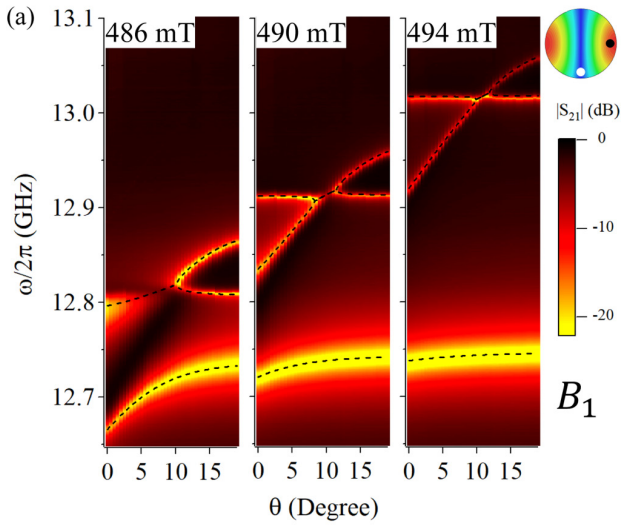 (a)
486 mT
490 mT
494 mT
13.1
13.0
12.9
12.8
12.7
ω/2π (GHz)
0 5 10 15
0 5 10 15
0 5 10 15
θ (Degree)
|S21| (dB)
0
-10
-20
B1